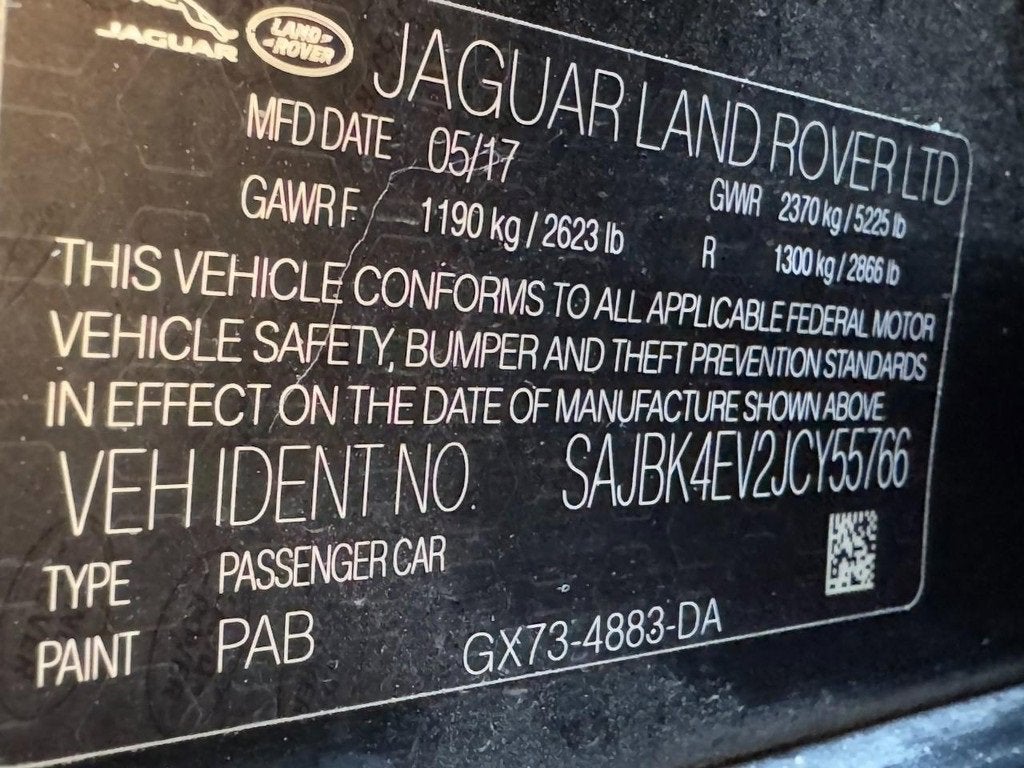 JAGUAR LAND ROVER JAGUAR LAND ROVER LTD
MFD DATE 05/17 GVWR 2370 kg / 5225 lb
GAWR F 1190 kg / 2623 lb R 1300 kg / 2866 lb
THIS VEHICLE CONFORMS TO ALL APPLICABLE FEDERAL MOTOR
VEHICLE SAFETY, BUMPER AND THEFT PREVENTION STANDARDS
IN EFFECT ON THE DATE OF MANUFACTURE SHOWN ABOVE
VEH IDENT NO. SAJBK4EV2JCY55766
TYPE PASSENGER CAR
PAINT PAB GX73-4883-DA